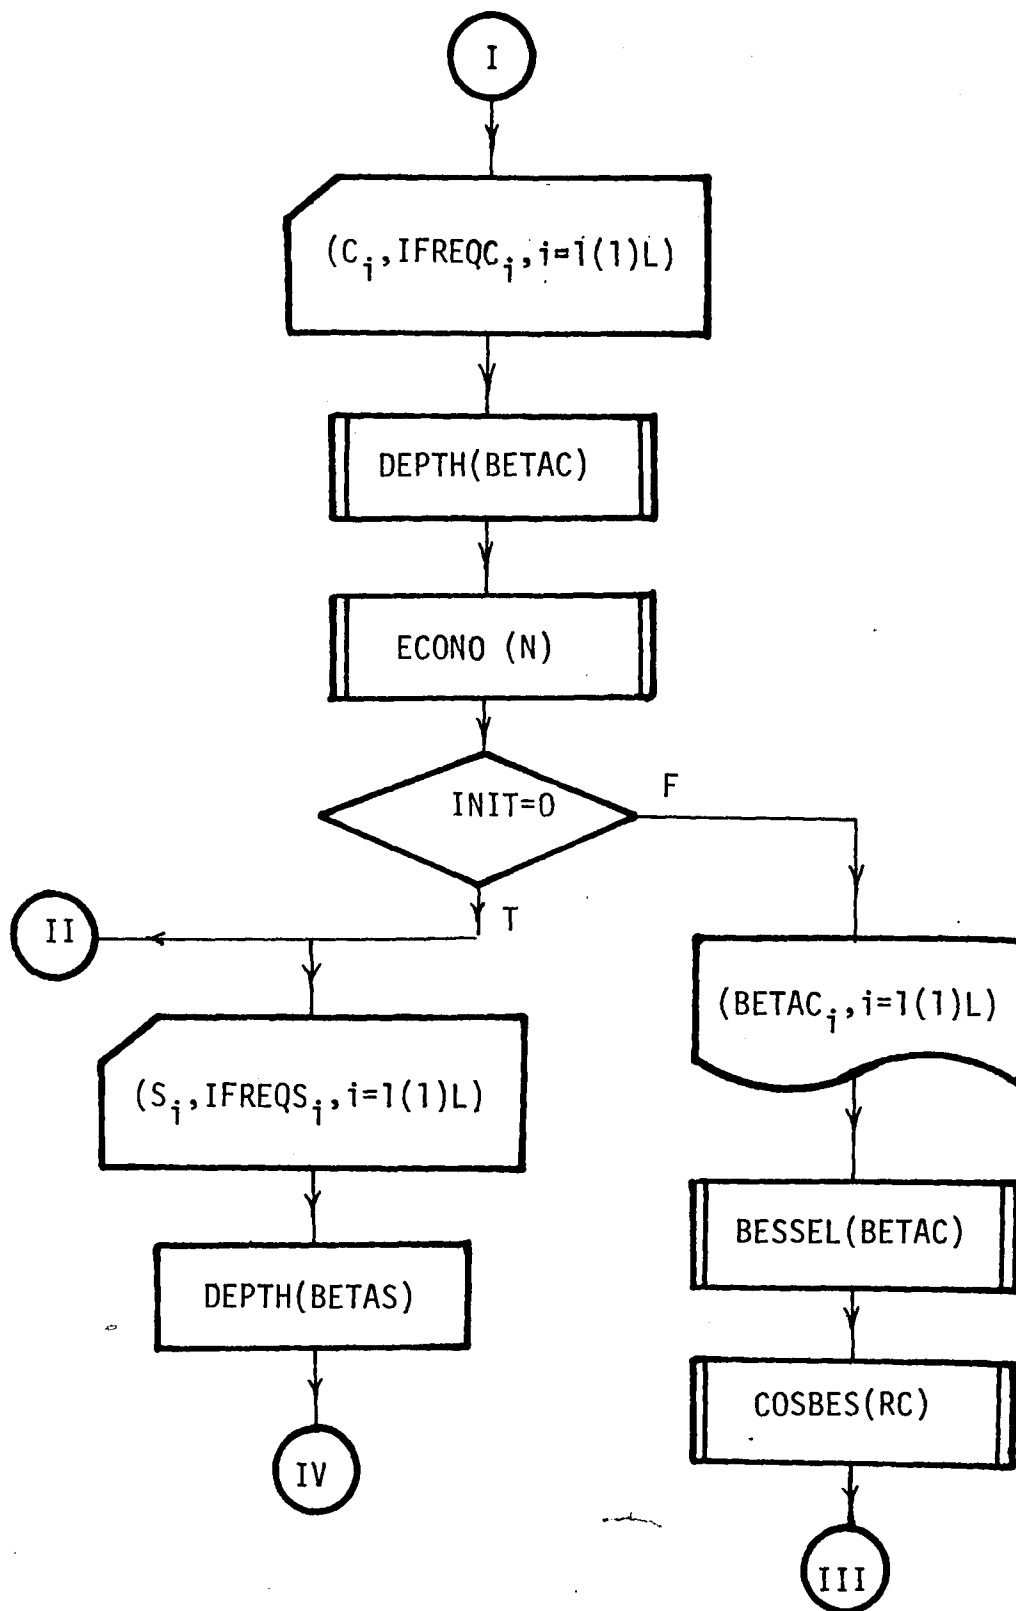 I
(C_i,IFREQC_i,i=1(1)L)
DEPTH(BETAC)
ECONO (N)
INIT=0
F
T
II
(BETAC_i,i=1(1)L)
(S_i,IFREQS_i,i=1(1)L)
BESSEL(BETAC)
DEPTH(BETAS)
COSBES(RC)
IV
III